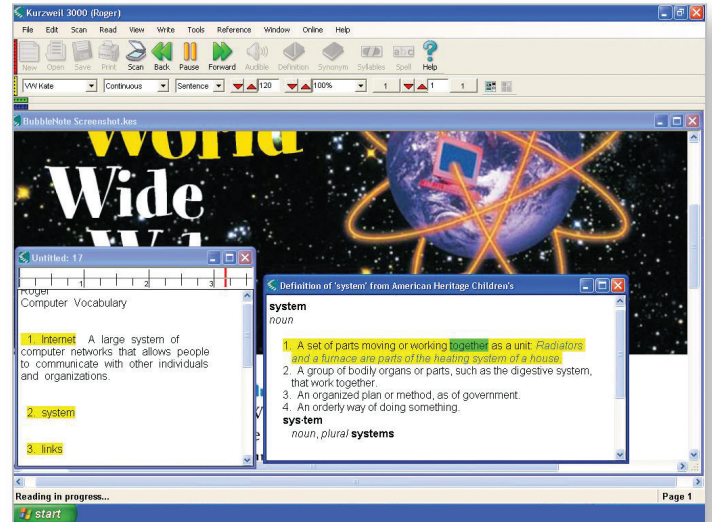 Kurzweil 3000 (Roger)
File Edit Scan Read View Write Tools Reference Window Online Help
New Open Save Print Scan Back Pause Forward Audible Definition Synonym Syllables Spell Help
VW Kate Continuous Sentence 120 100% 1 1 1
BubbleNote Screenshot.kes
World
Wide
Untitled: 17
1 2 3
Roger
Computer Vocabulary
1. Internet A large system of
computer networks that allows people
to communicate with other individuals
and organizations.
2. system
3. links
Definition of 'system' from American Heritage Children's
system
noun
1. A set of parts moving or working together as a unit: Radiators
and a furnace are parts of the heating system of a house.
2. A group of bodily organs or parts, such as the digestive system,
that work together.
3. An organized plan or method, as of government.
4. An orderly way of doing something.
sys·tem
noun, plural systems
Reading in progress...
Page 1
start